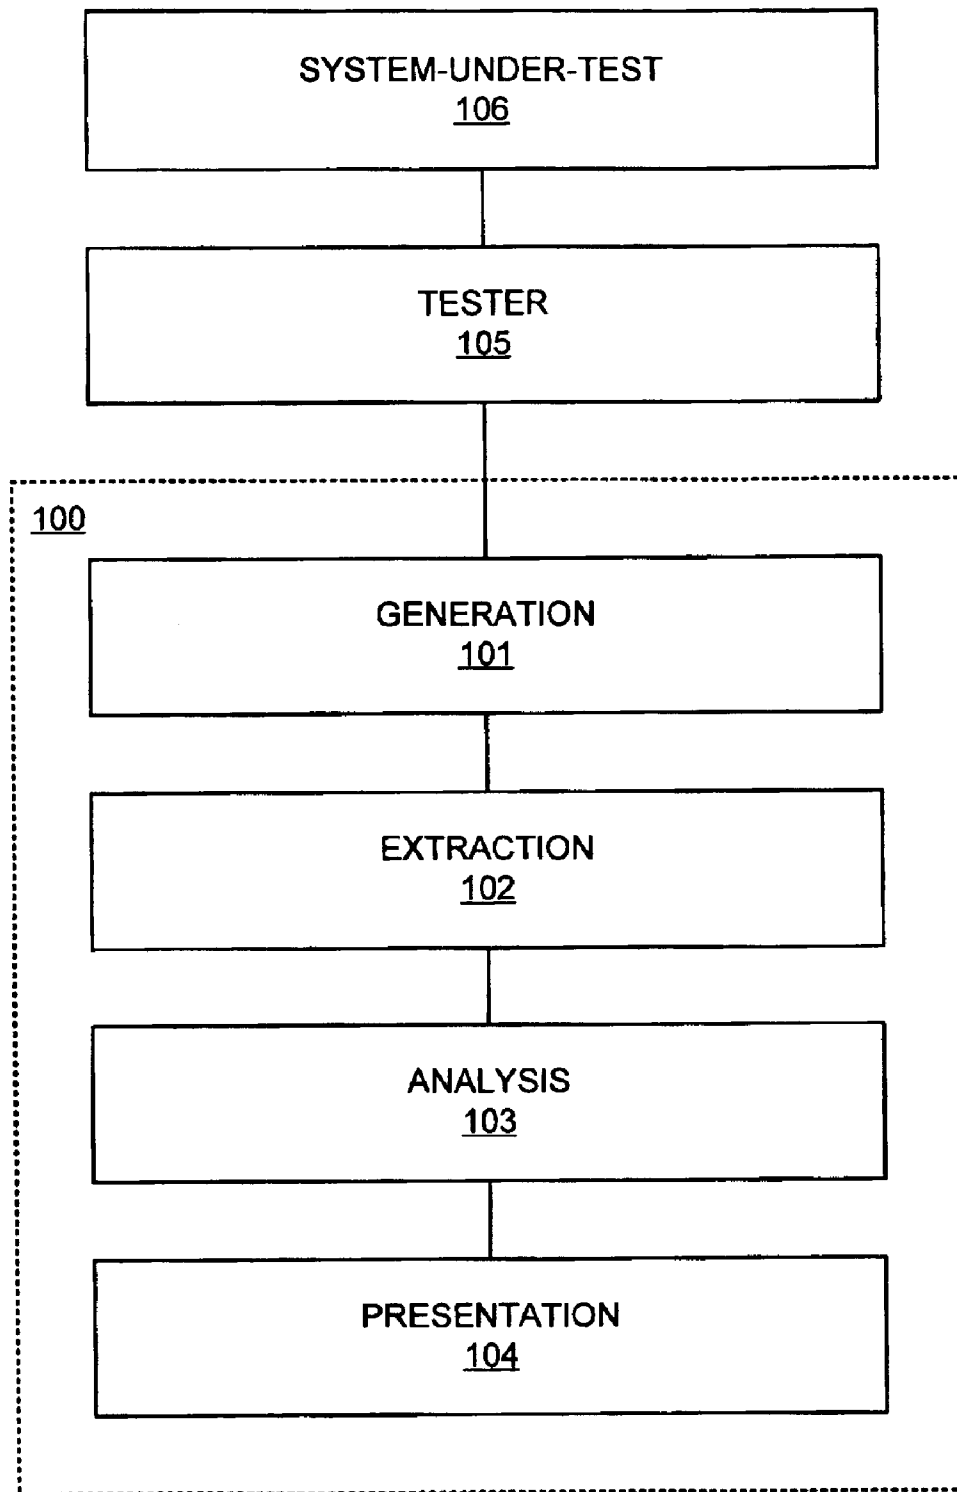 SYSTEM-UNDER-TEST
106
TESTER
105
100
GENERATION
101
EXTRACTION
102
ANALYSIS
103
PRESENTATION
104